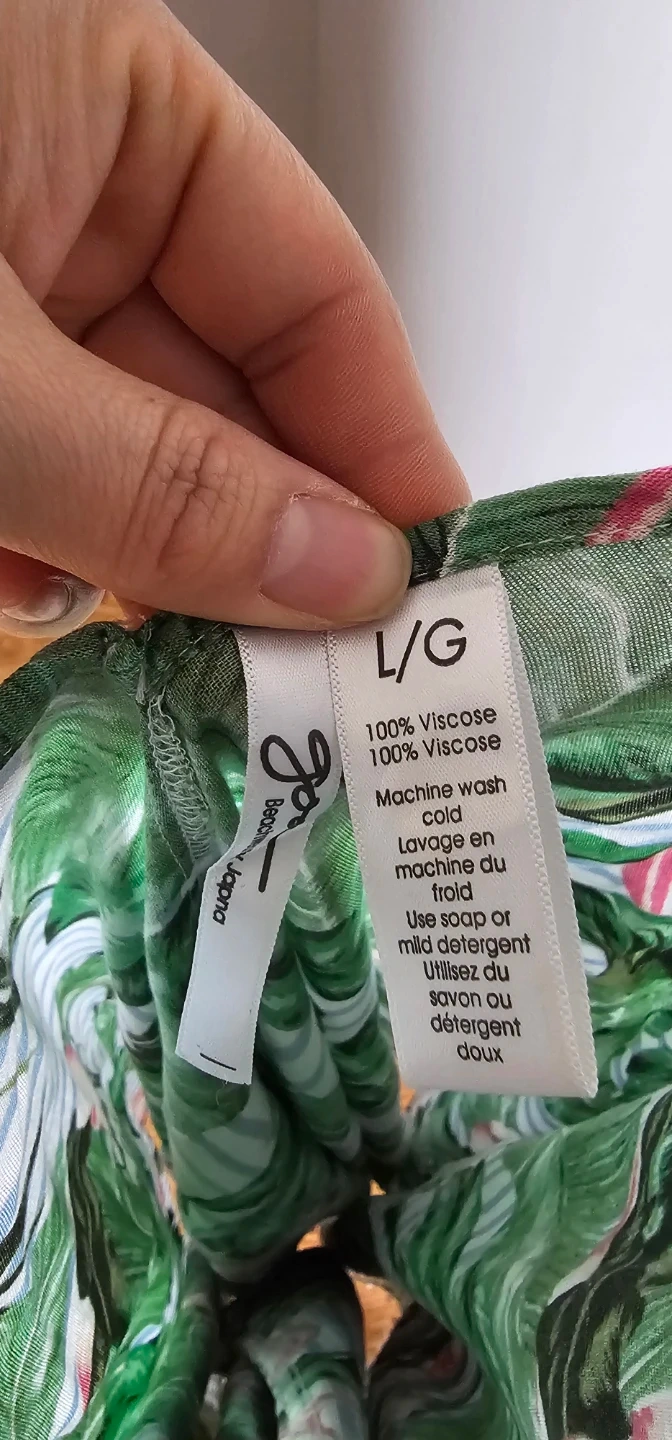 L/G
100% Viscose
100% Viscose
Machine wash
cold
Lavage en
machine du
froid
Use soap or
mild detergent
Utilisez du
savon ou
détergent
doux